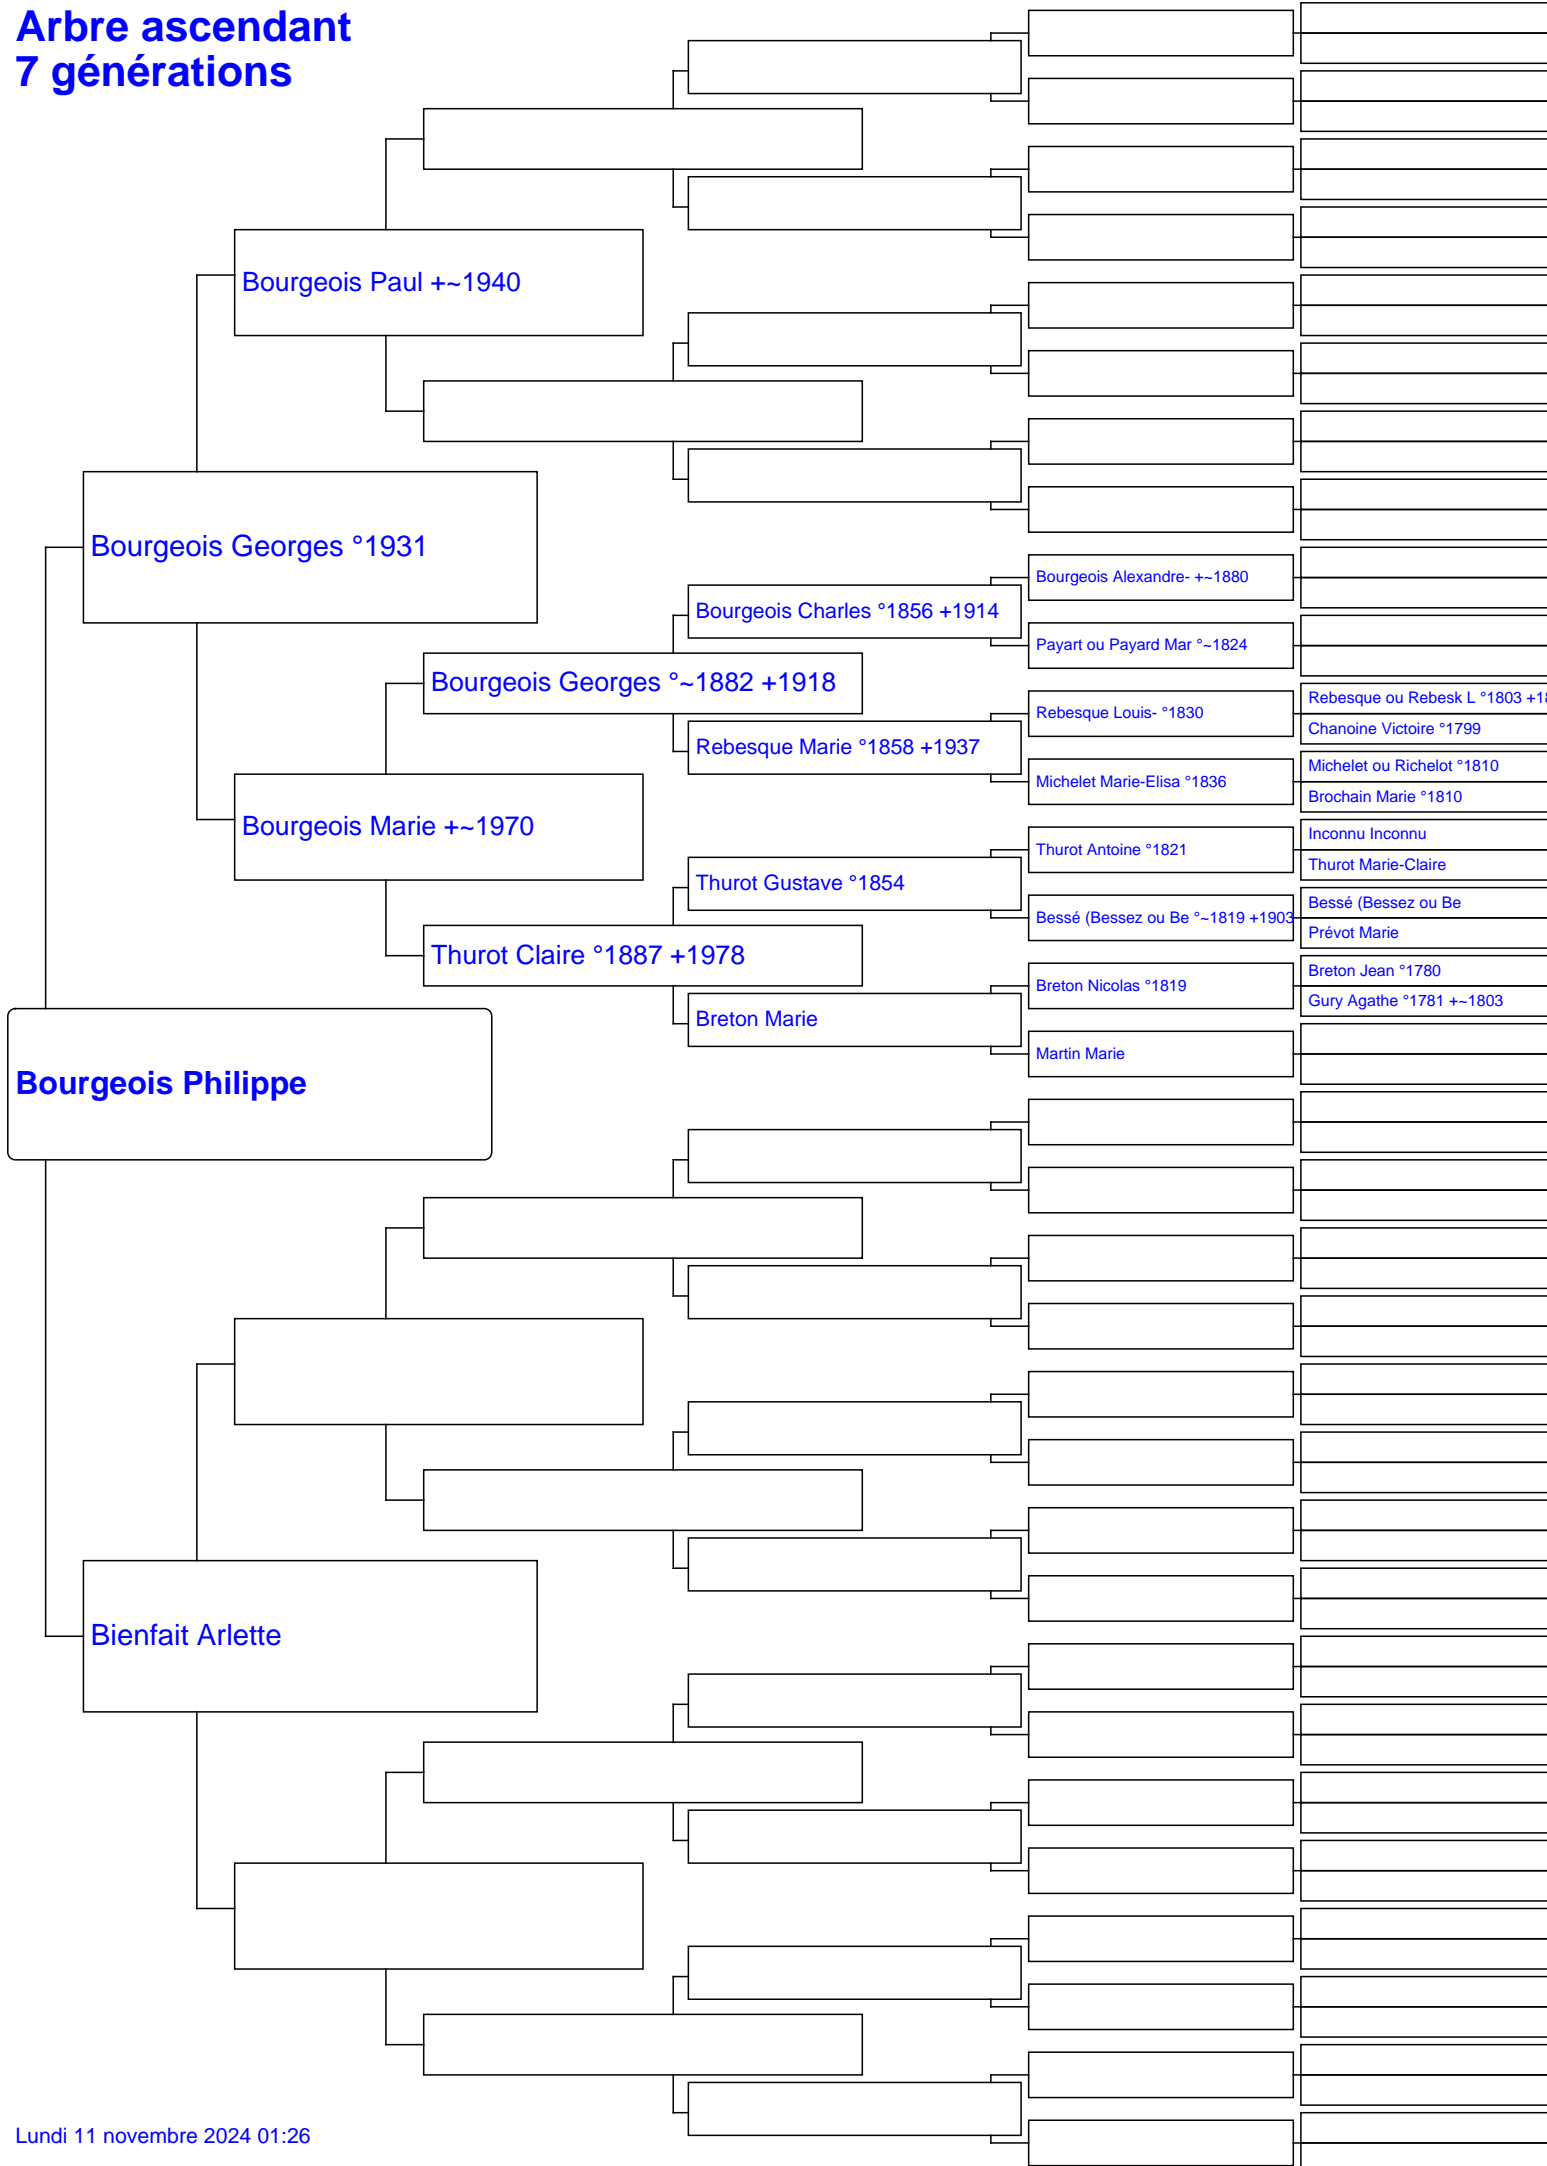 Arbre ascendant
7 générations
Bourgeois Paul +~1940
Bourgeois Georges °1931
Bourgeois Alexandre- +~1880
Bourgeois Charles °1856 +1914
Payart ou Payard Mar °~1824
Bourgeois Georges °~1882 +1918
Rebesque ou Rebesk L °1803 +18
Rebesque Louis- °1830
Chanoine Victoire °1799
Rebesque Marie °1858 +1937
Michelet ou Richelot °1810
Michelet Marie-Elisa °1836
Brochain Marie °1810
Bourgeois Marie +~1970
Inconnu Inconnu
Thurot Antoine °1821
Thurot Marie-Claire
Thurot Gustave °1854
Bessé (Bessez ou Be
Bessé (Bessez ou Be °~1819 +1903
Prévot Marie
Thurot Claire °1887 +1978
Breton Jean °1780
Breton Nicolas °1819
Gury Agathe °1781 +~1803
Breton Marie
Martin Marie
Bourgeois Philippe
Bienfait Arlette
Lundi 11 novembre 2024 01:26